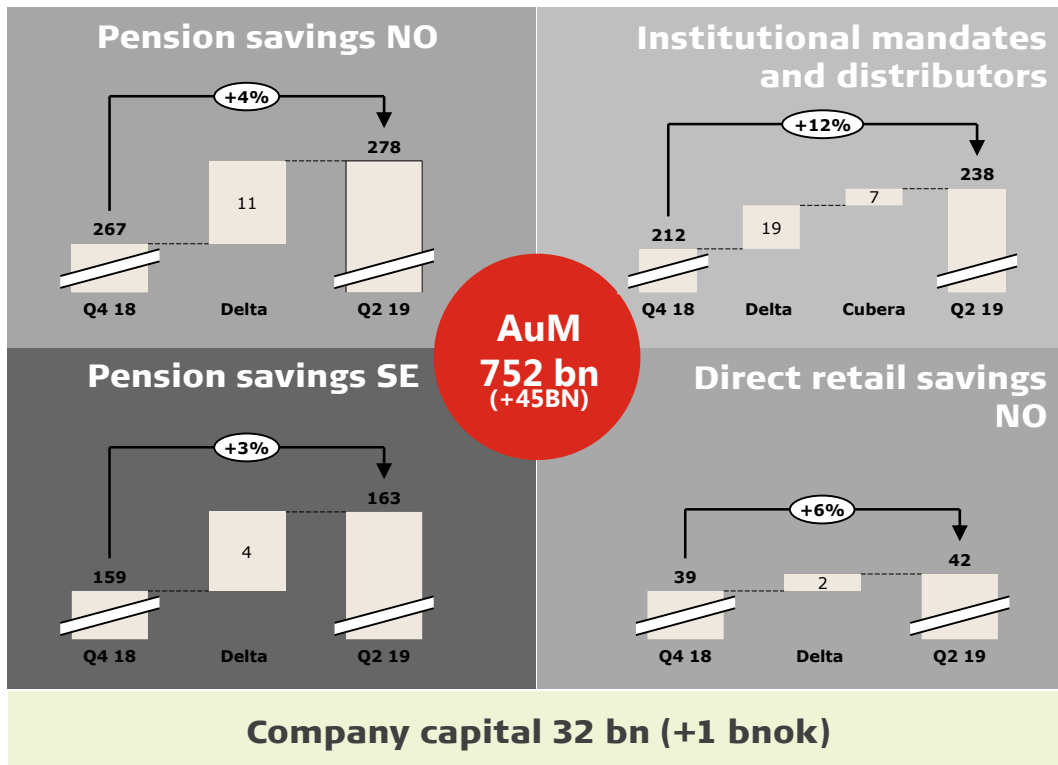 Pension savings NO
+4%
278
11
267
Q4 18 Delta Q2 19
Institutional mandates
and distributors
+12%
238
7
19
212
Q4 18 Delta Cubera Q2 19
AuM
752 bn
(+45BN)
Pension savings SE
+3%
163
4
159
Q4 18 Delta Q2 19
Direct retail savings
NO
+6%
42
39
2
Q4 18 Delta Q2 19
Company capital 32 bn (+1 bnok)